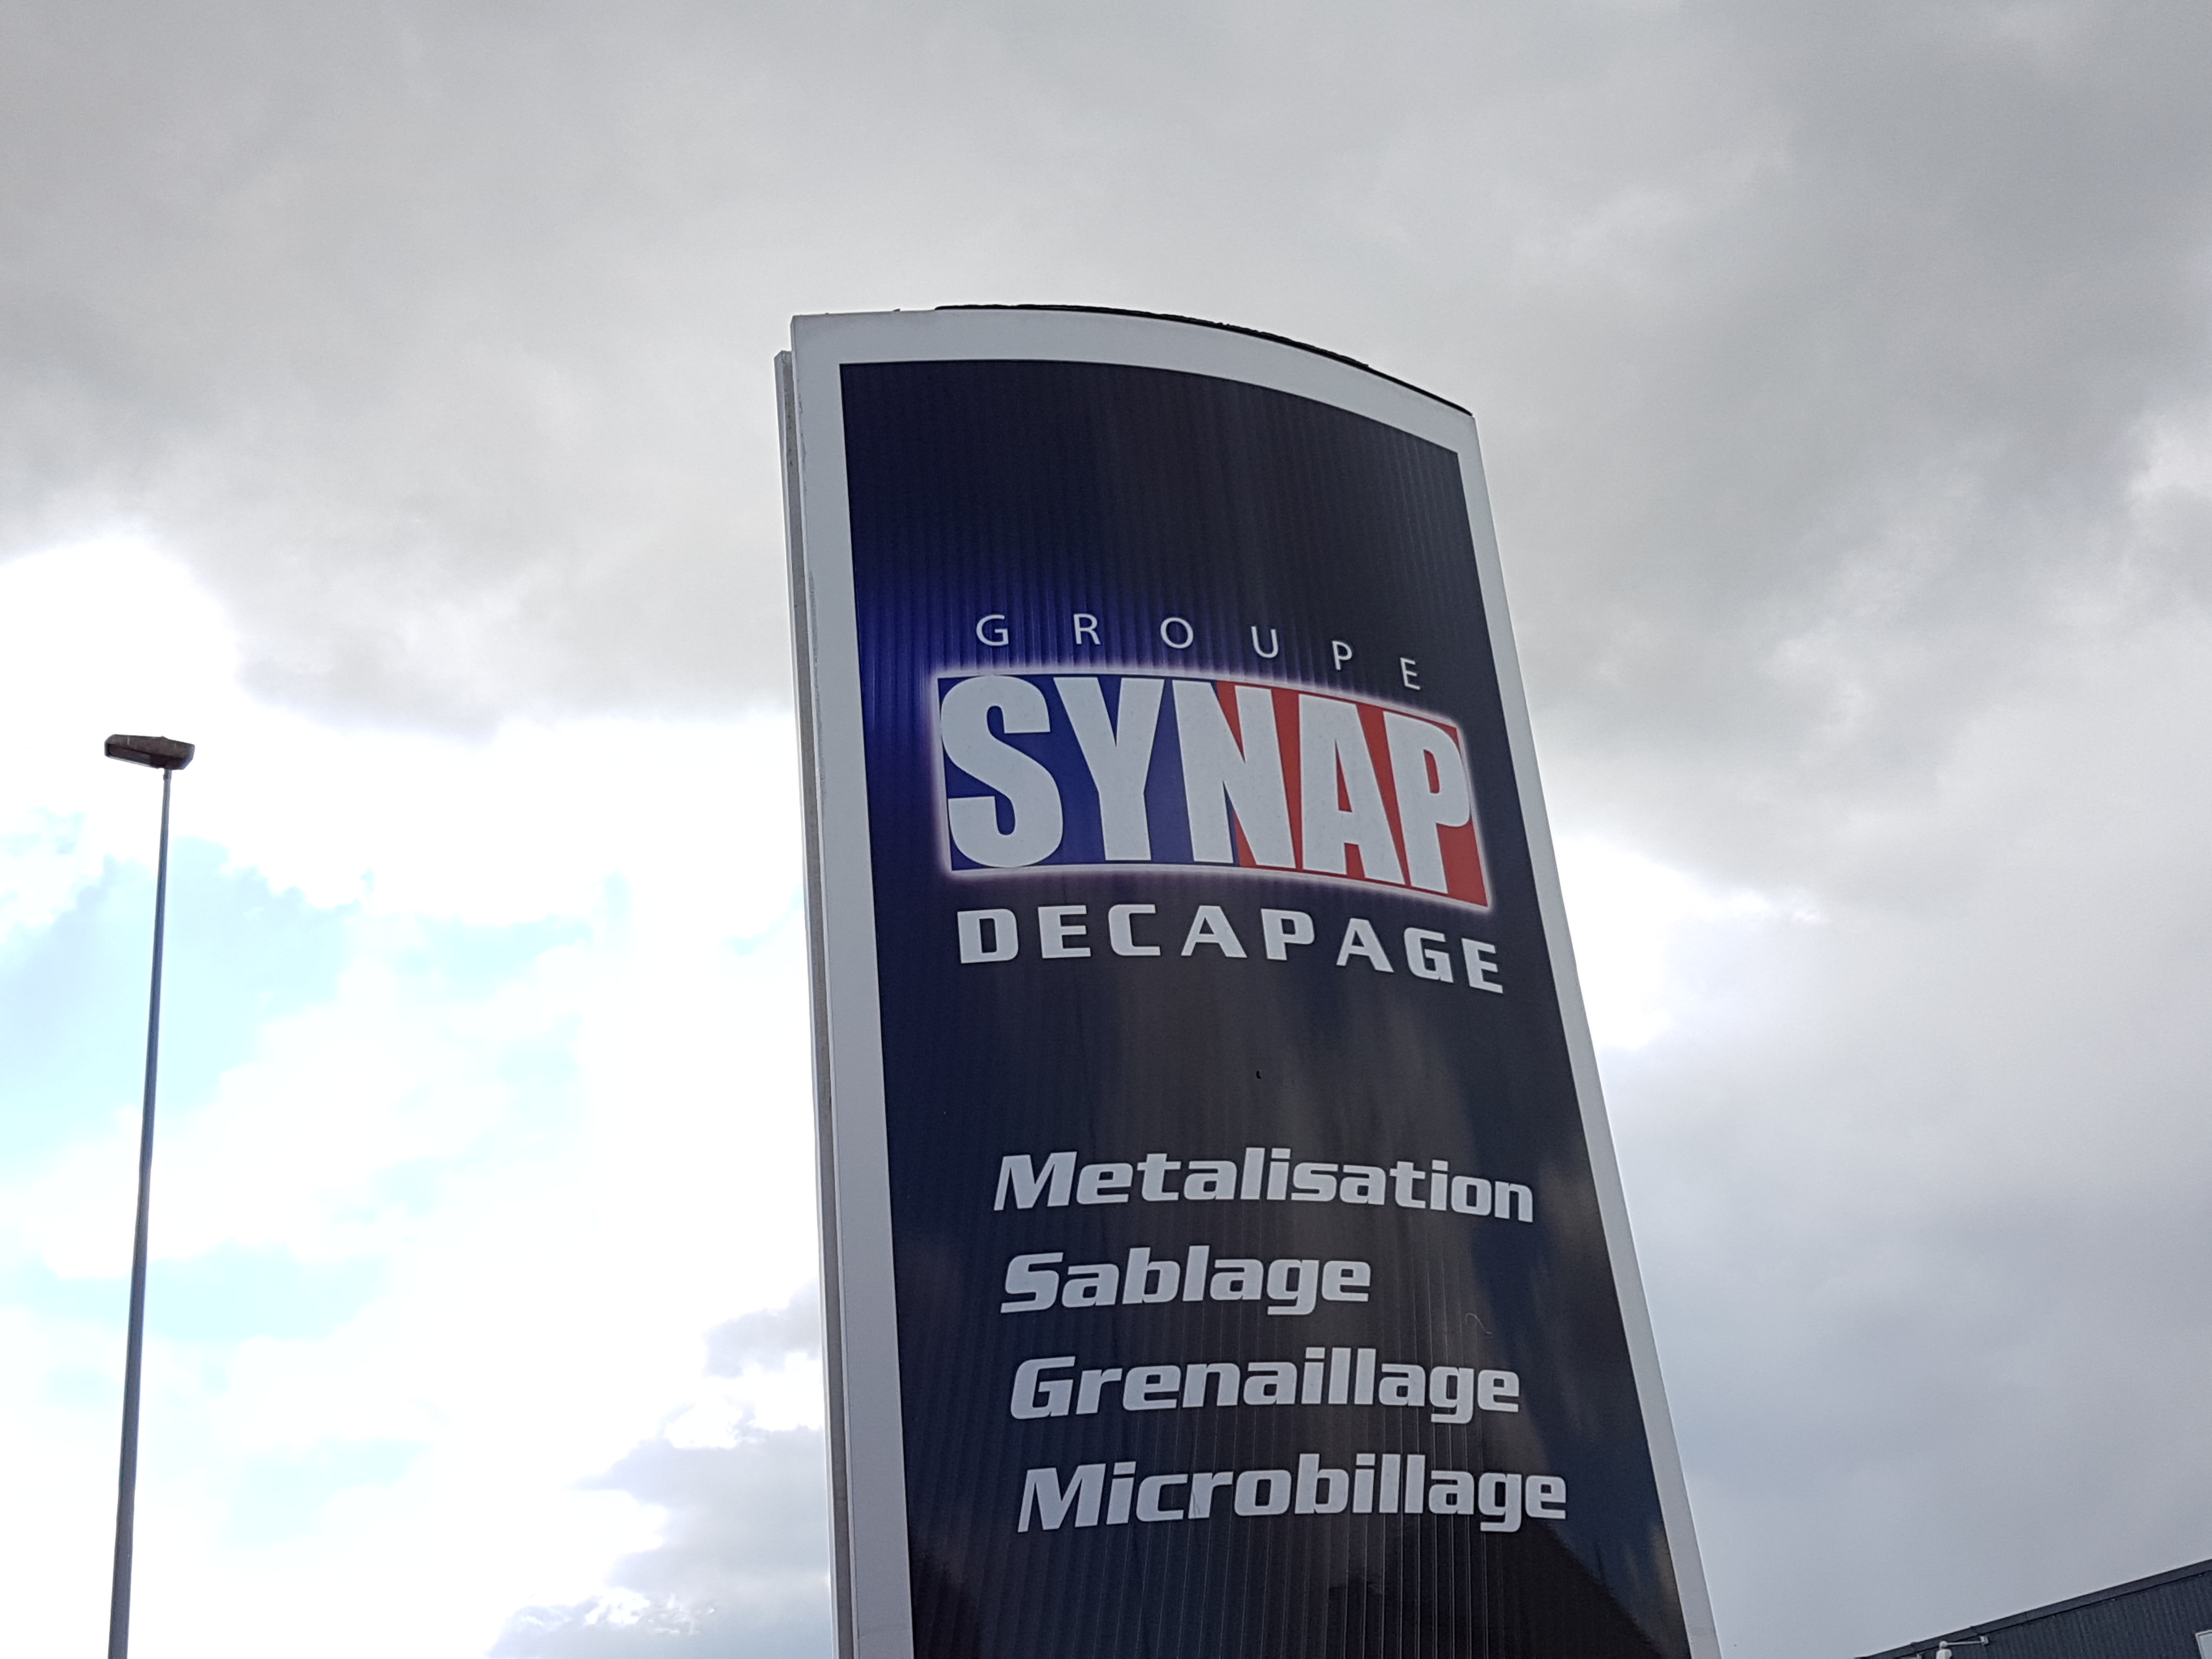 GROUPE
SYNAP
DECAPAGE
Metalisation
Sablage
Grenaillage
Microbillage